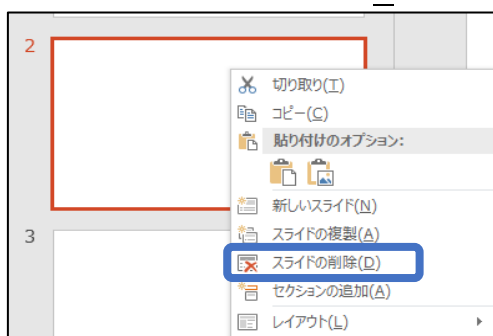 2
切り取り(T)
コピー(C)
貼り付けのオプション:
新しいスライド(N)
スライドの複製(A)
3
スライドの削除(D)
セクションの追加(A)
レイアウト(L)